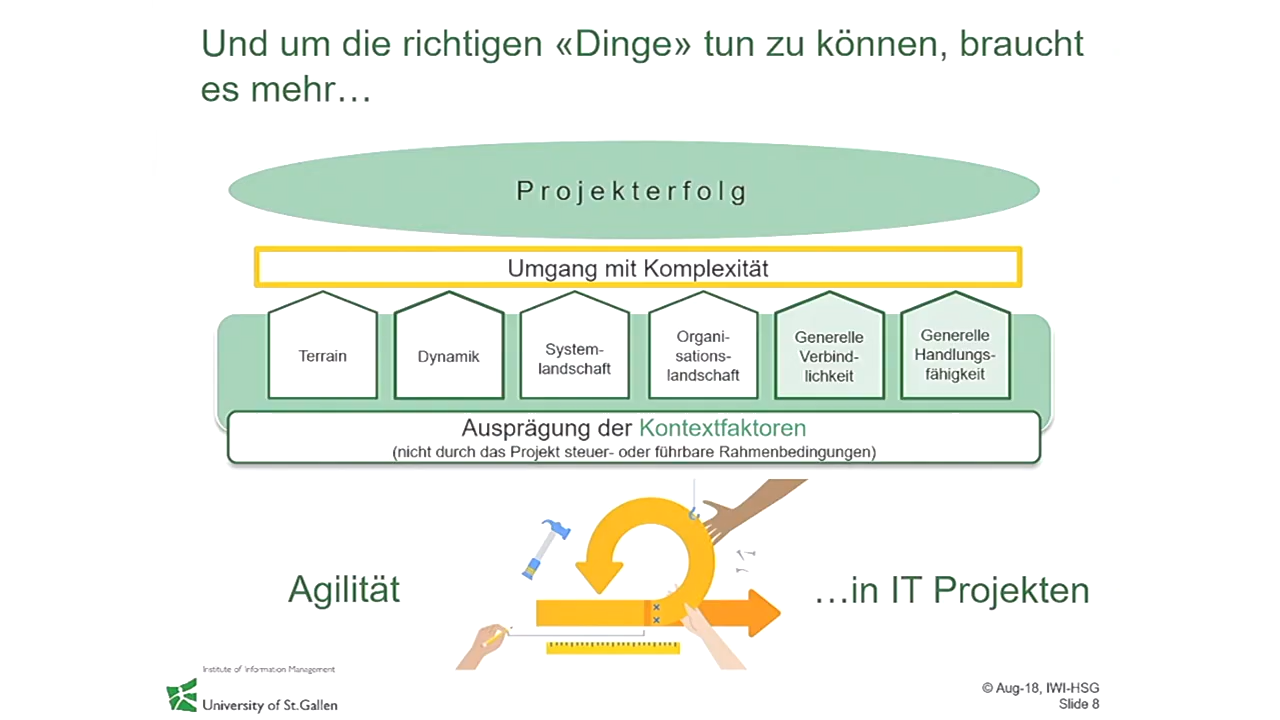 Und um die richtigen «Dinge» tun zu können, braucht
es mehr…
Projekterfolg
Umgang mit Komplexität
Terrain
Dynamik
System-
landschaft
Organi-
sations-
landschaft
Generelle
Verbind-
lichkeit
Generelle
Handlungs-
fähigkeit
Ausprägung der Kontextfaktoren
(nicht durch das Projekt steuer- oder führbare Rahmenbedingungen)
Agilität
…in IT Projekten
Institute of Information Management
University of St.Gallen
© Aug-18, IWI-HSG
Slide 8